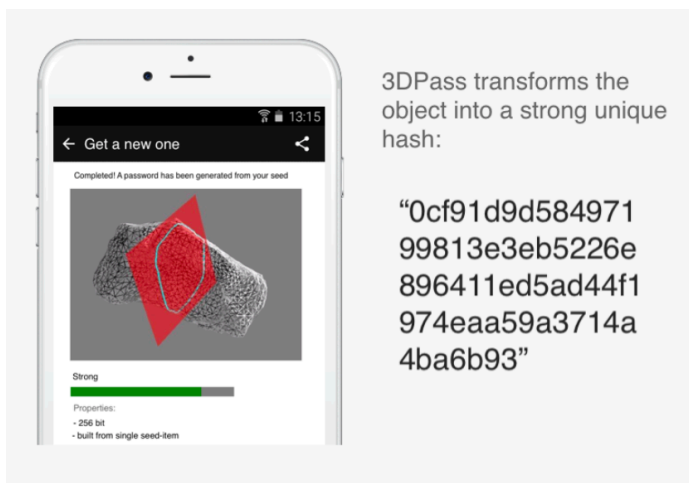 13:15
Get a new one
Completed! A password has been generated from your seed
Strong
Properties:
- 256 bit
- built from single seed-item
3DPass transforms the
object into a strong unique
hash:
“0cf91d9d584971
99813e3eb5226e
896411ed5ad44f1
974eaa59a3714a
4ba6b93”